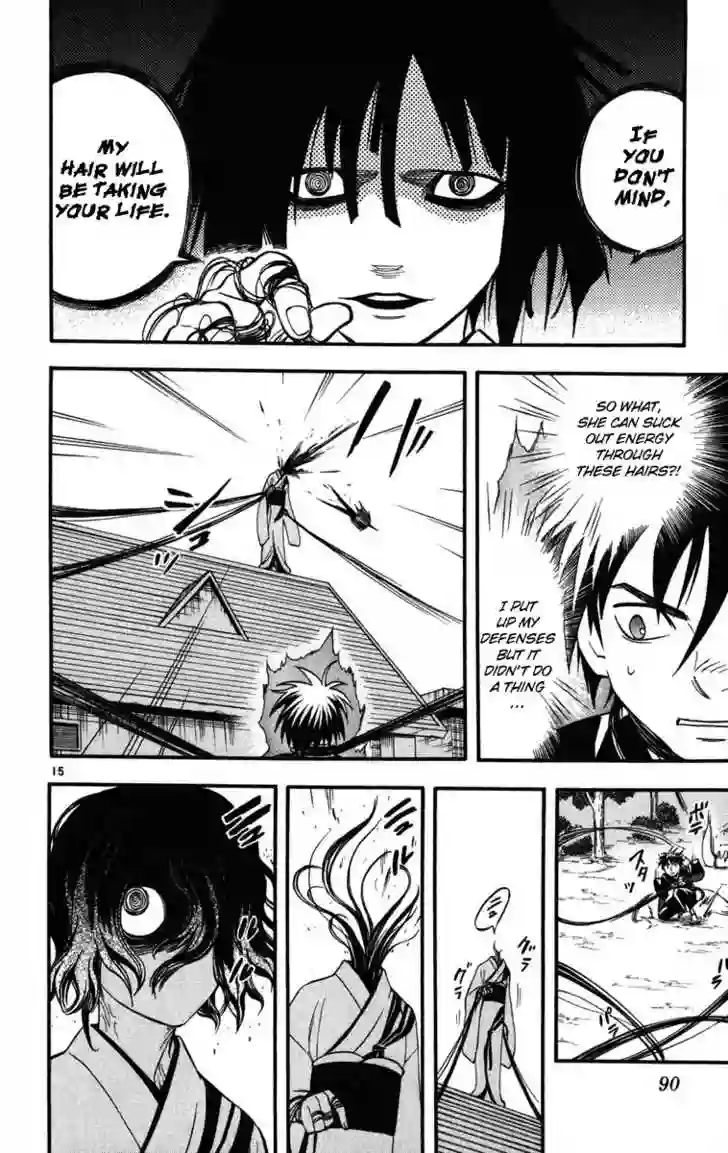 IF
YOU
DON'T
MIND,
MY
HAIR WILL
BE TAKING
YOUR LIFE.
SO WHAT,
SHE CAN SUCK
OUT ENERGY
THROUGH
THESE HAIRS?!
I PUT
UP MY
DEFENSES
BUT IT
DIDN'T DO
A THING
...
15
90